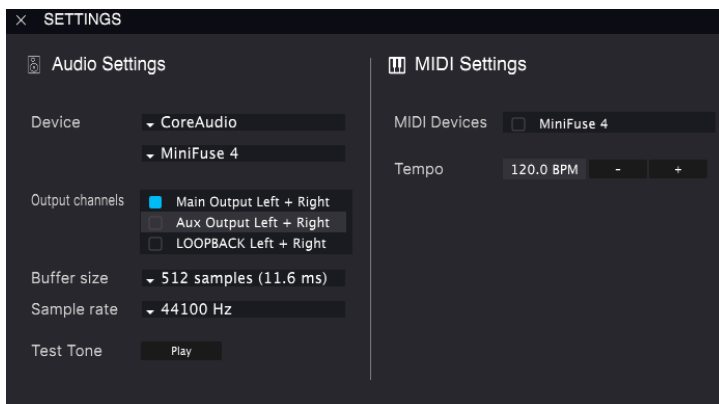 × SETTINGS
Audio Settings
Device
CoreAudio
MiniFuse 4
Output channels
Main Output Left + Right
Aux Output Left + Right
LOOPBACK Left + Right
Buffer size
512 samples (11.6 ms)
Sample rate
44100 Hz
Test Tone
Play
MIDI Settings
MIDI Devices
MiniFuse 4
Tempo
120.0 BPM
-
+